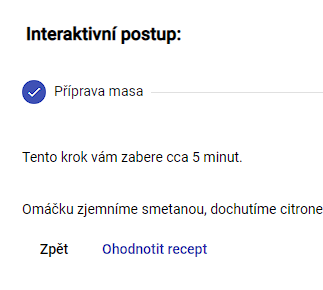 Interaktivní postup:
Příprava masa
Tento krok vám zabere cca 5 minut.
Omáčku zjemníme smetanou, dochutíme citrone
Zpět Ohodnotit recept